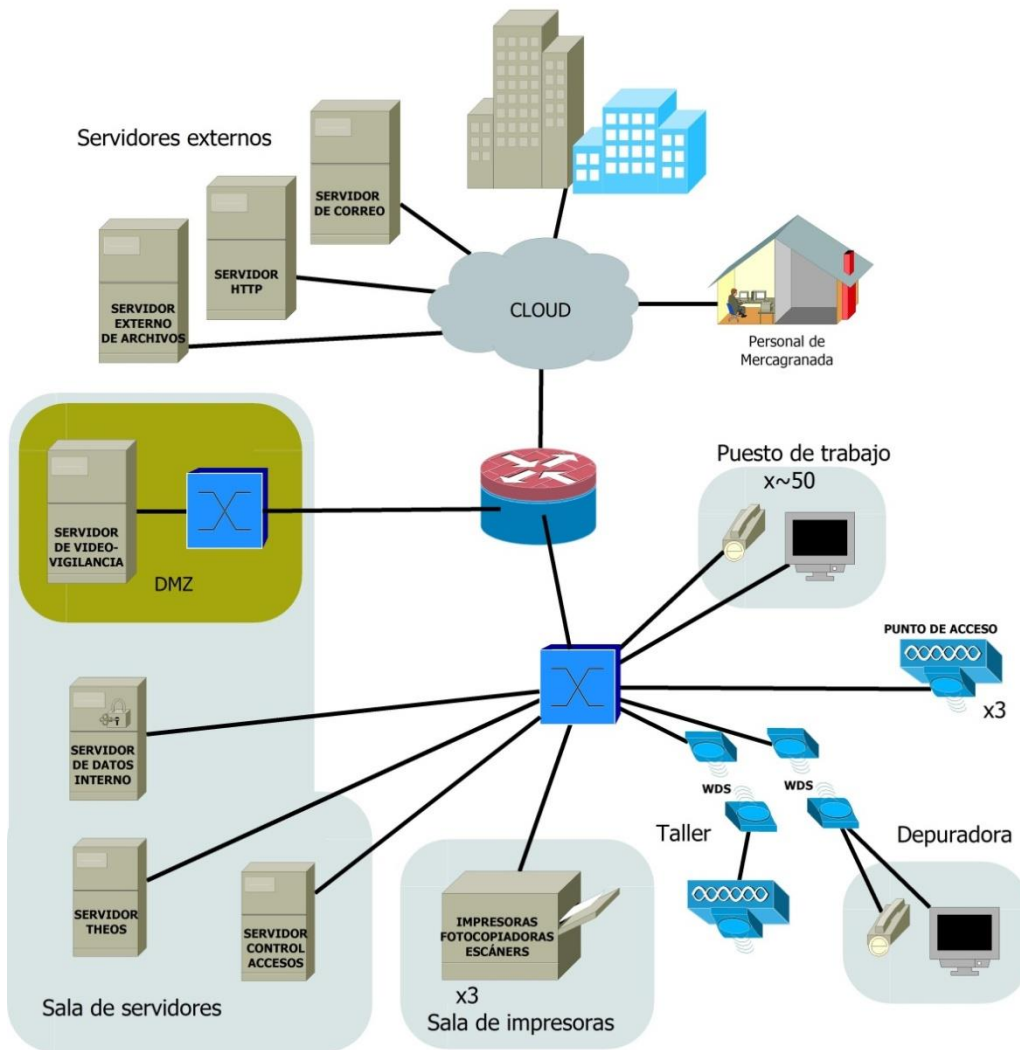 Servidores externos
SERVIDOR
DE CORREO
SERVIDOR
HTTP
SERVIDOR
EXTERNO
DE ARCHIVOS
CLOUD
Personal de
Mercagranada
SERVIDOR
DE VIDEO-
VIGILANCIA
DMZ
Puesto de trabajo
x~50
PUNTO DE ACCESO
x3
SERVIDOR
DE DATOS
INTERNO
WDS
WDS
Taller
Depuradora
SERVIDOR
THEOS
SERVIDOR
CONTROL
ACCESOS
IMPRESORAS
FOTOCOPIADORAS
ESCÁNERS
x3
Sala de servidores
Sala de impresoras